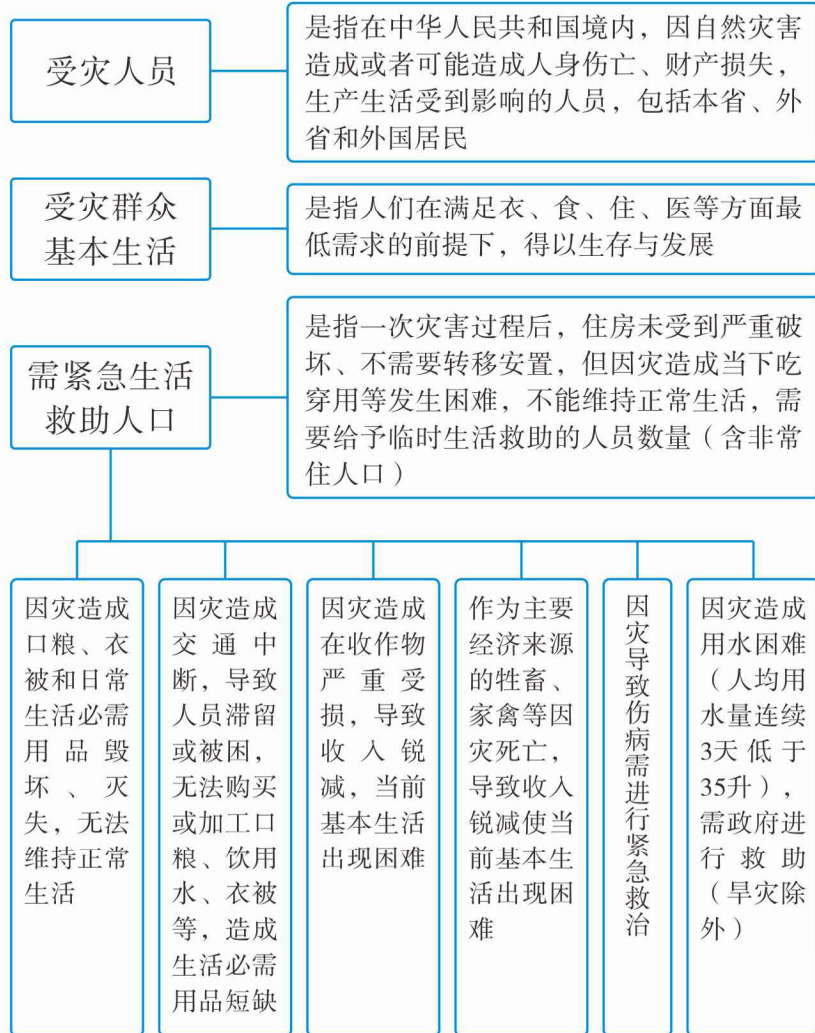 受灾人员
是指在中华人民共和国境内，因自然灾害
造成或者可能造成人身伤亡、财产损失，
生产生活受到影响的人员，包括本省、外
省和外国居民
受灾群众
基本生活
是指人们在满足衣、食、住、医等方面最
低需求的前提下，得以生存与发展
需紧急生活
救助人口
是指一次灾害过程后，住房未受到严重破
坏、不需要转移安置，但因灾造成当下吃
穿用等发生困难，不能维持正常生活，需
要给予临时生活救助的人员数量（含非常
住人口）
因灾造成
口粮、衣
被和日常
生活必需
用品毁
坏、灭
失，无法
维持正常
生活
因灾造成
交通中
断，导致
人员滞留
或被困，
无法购买
或加工口
粮、饮用
水、衣被
等，造成
生活必需
用品短缺
因灾造成
在收作物
严重受
损，导致
收入锐
减，当前
基本生活
出现困难
作为主要
经济来源
的牲畜、
家禽等因
灾死亡，
导致收入
锐减使当
前基本生
活出现困
难
因灾导致伤病需进行紧急救治
因灾造成
用水困难
（人均用
水量连续
3天低于
35升），
需政府进
行救助
（旱灾除
外）